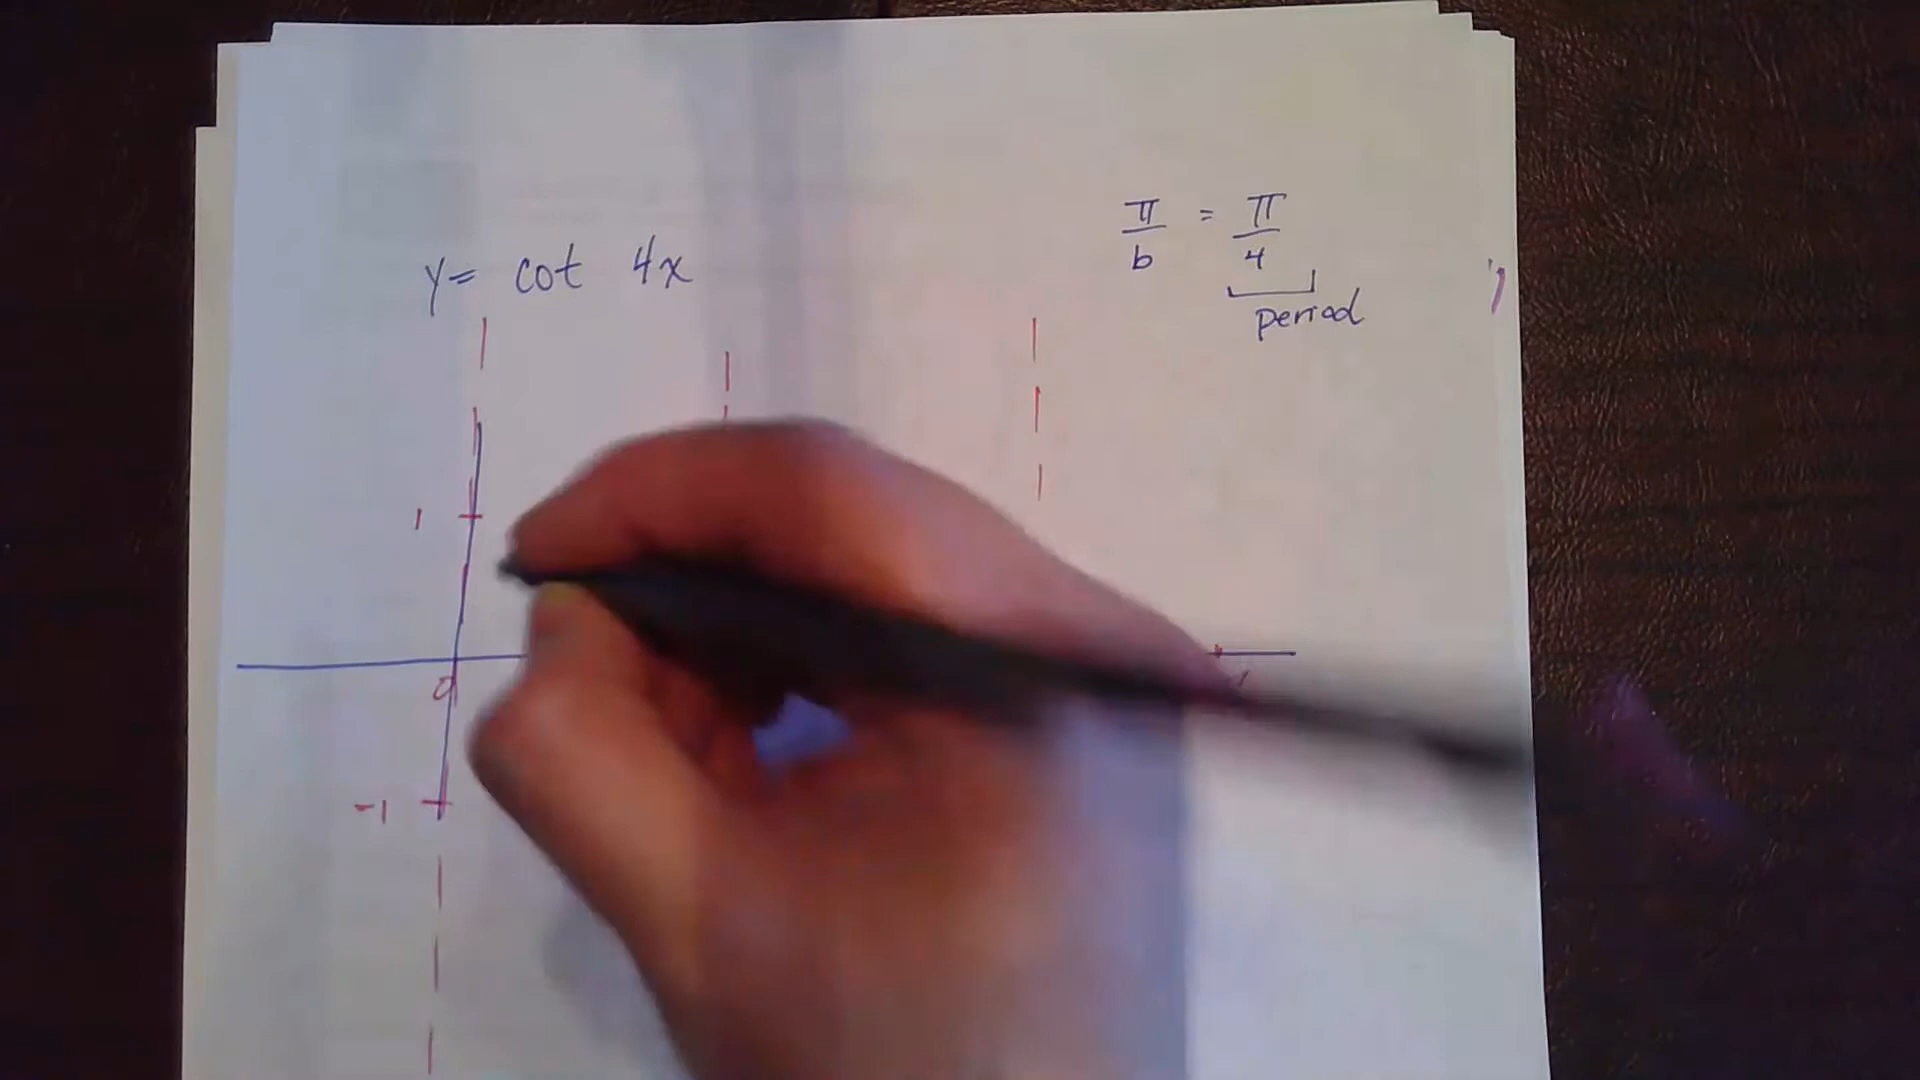 π/b = π/4
y= cot 4x
period
1
0
-1